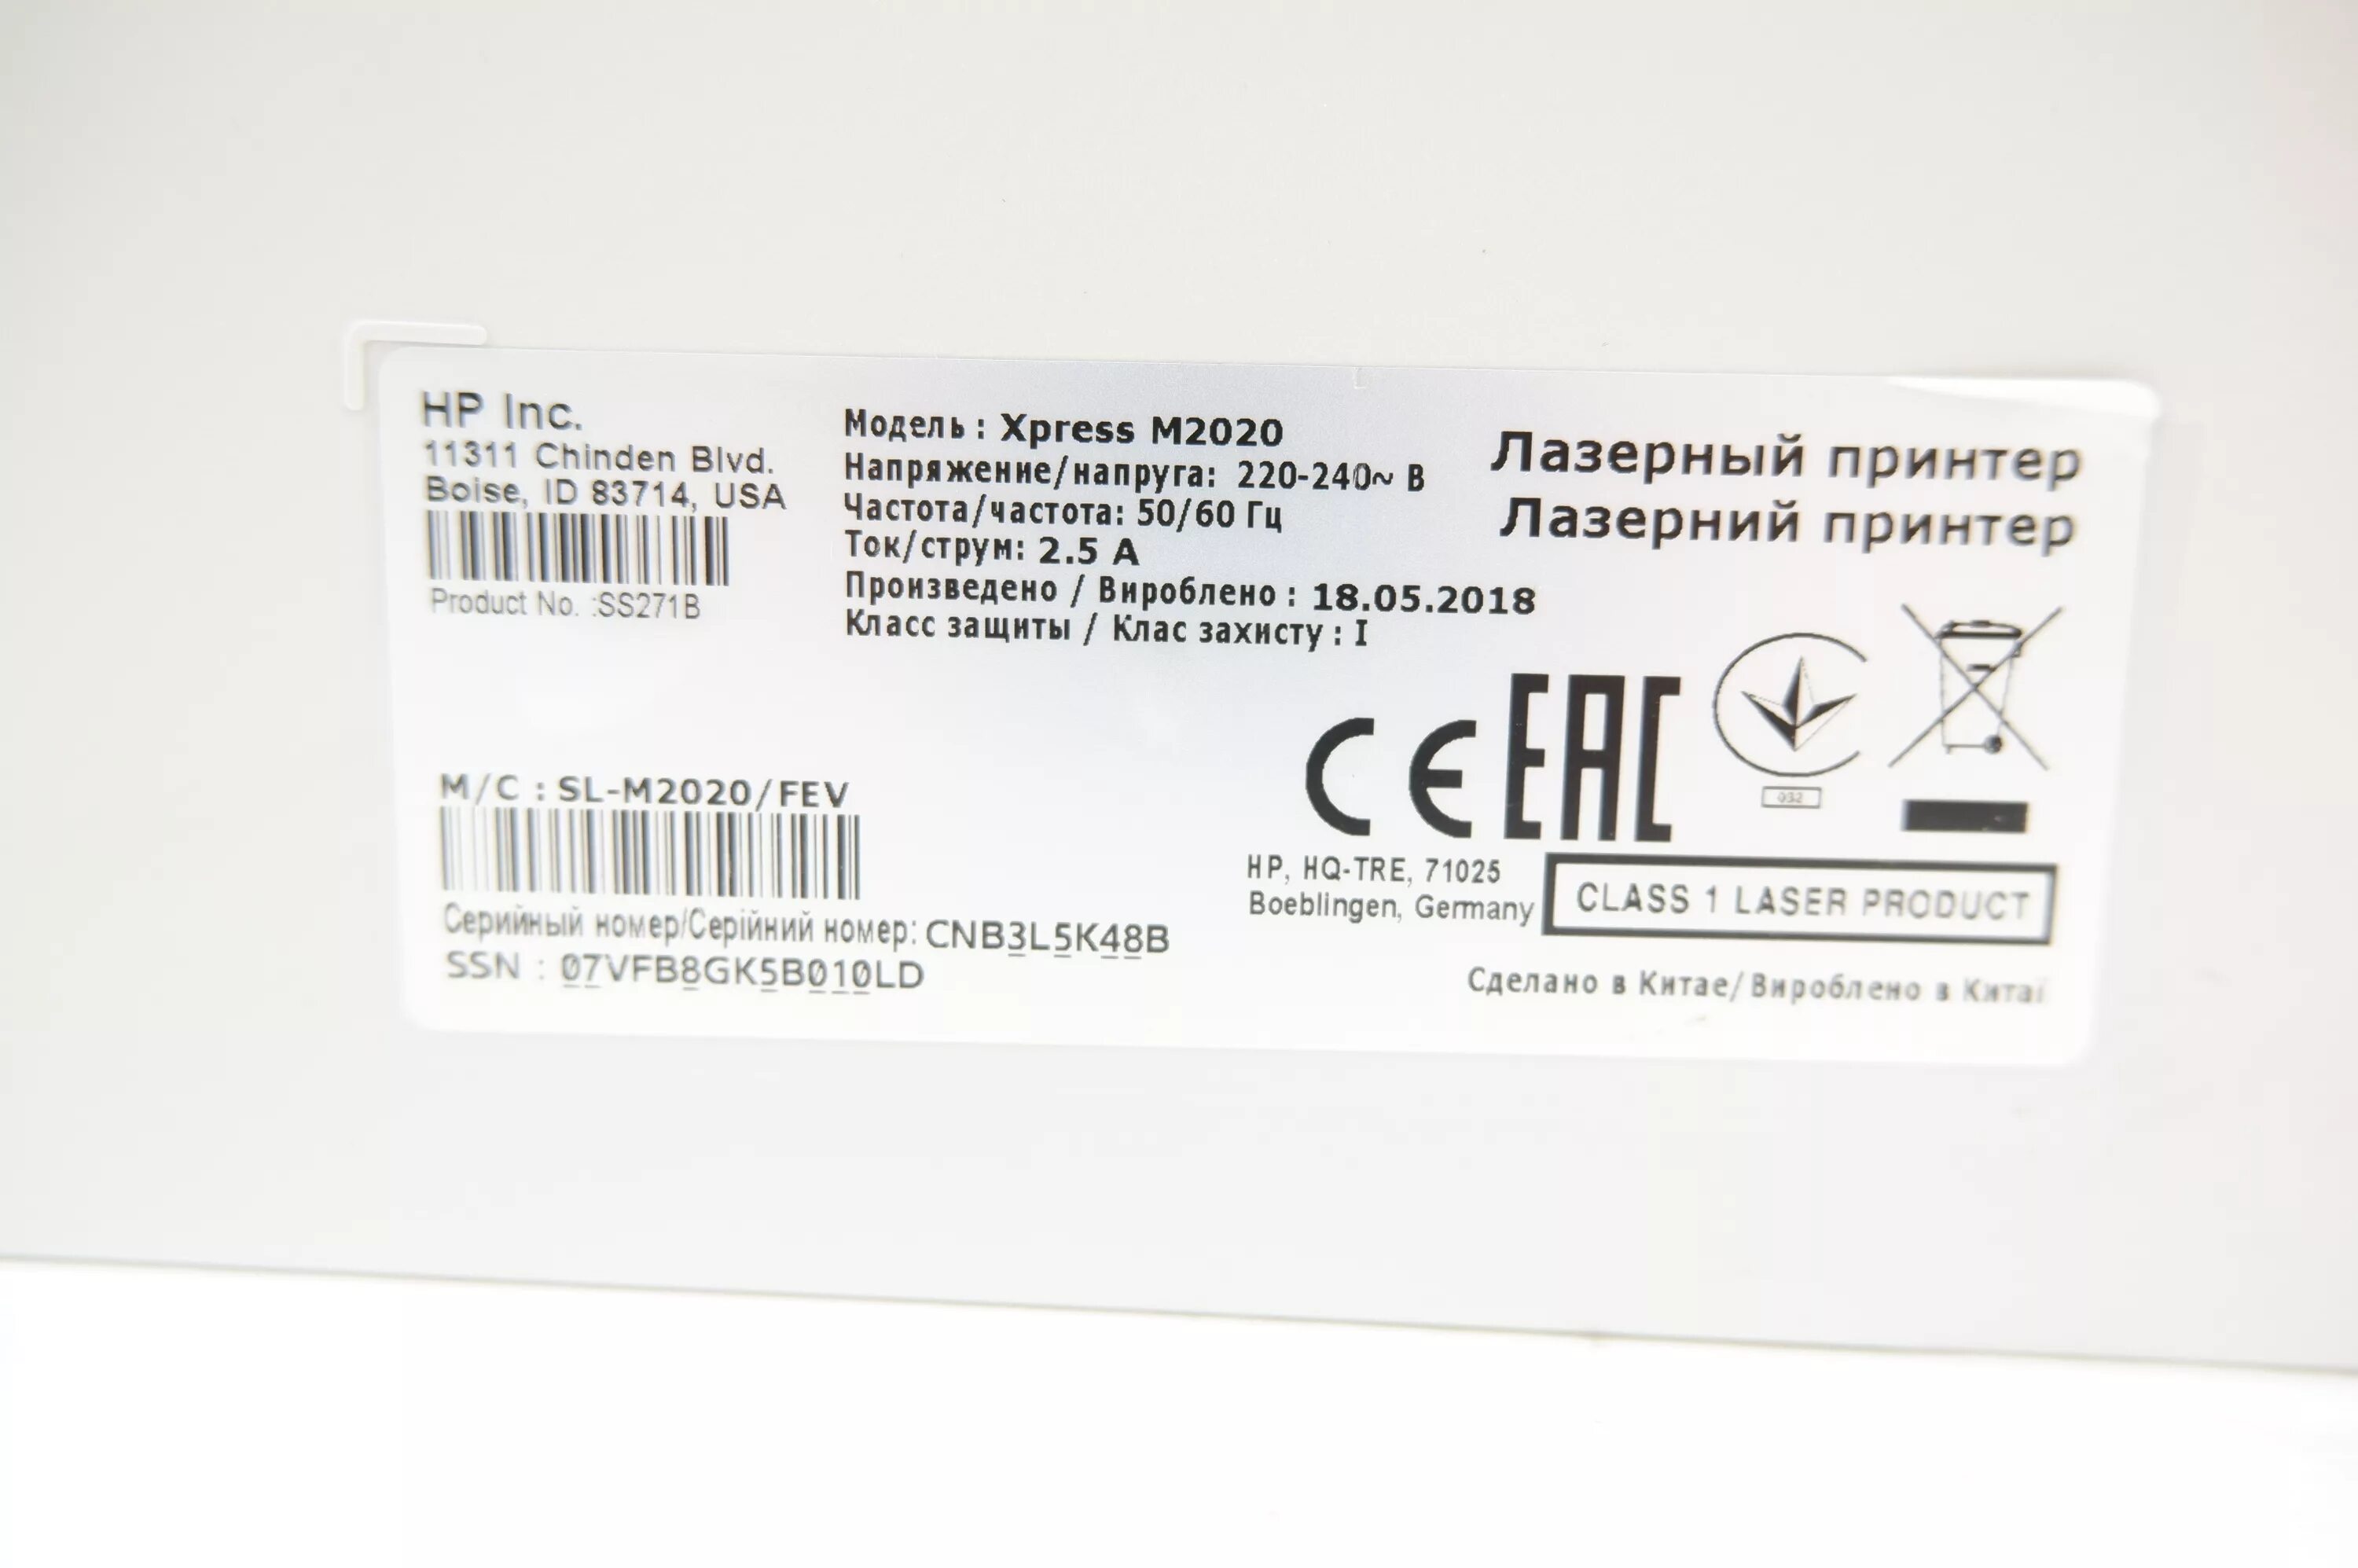 HP Inc.
11311 Chinden Blvd.
Boise, ID 83714, USA
Product No. :SS271B
Модель : Xpress M2020
Напряжение/напруга: 220-240~ В
Частота/частота: 50/60 Гц
Ток/струм: 2.5 А
Произведено / Вироблено : 18.05.2018
Класс защиты / Клас захисту : I
Лазерный принтер
Лазерний принтер
M/C : SL-M2020/FEV
Серийный номер/Серійний номер: CNB3L5K48B
SSN : 07VFB8GK5B010LD
CE EAC
032
HP, HQ-TRE, 71025
Boeblingen, Germany
CLASS 1 LASER PRODUCT
Сделано в Китае/ Вироблено в Китаї